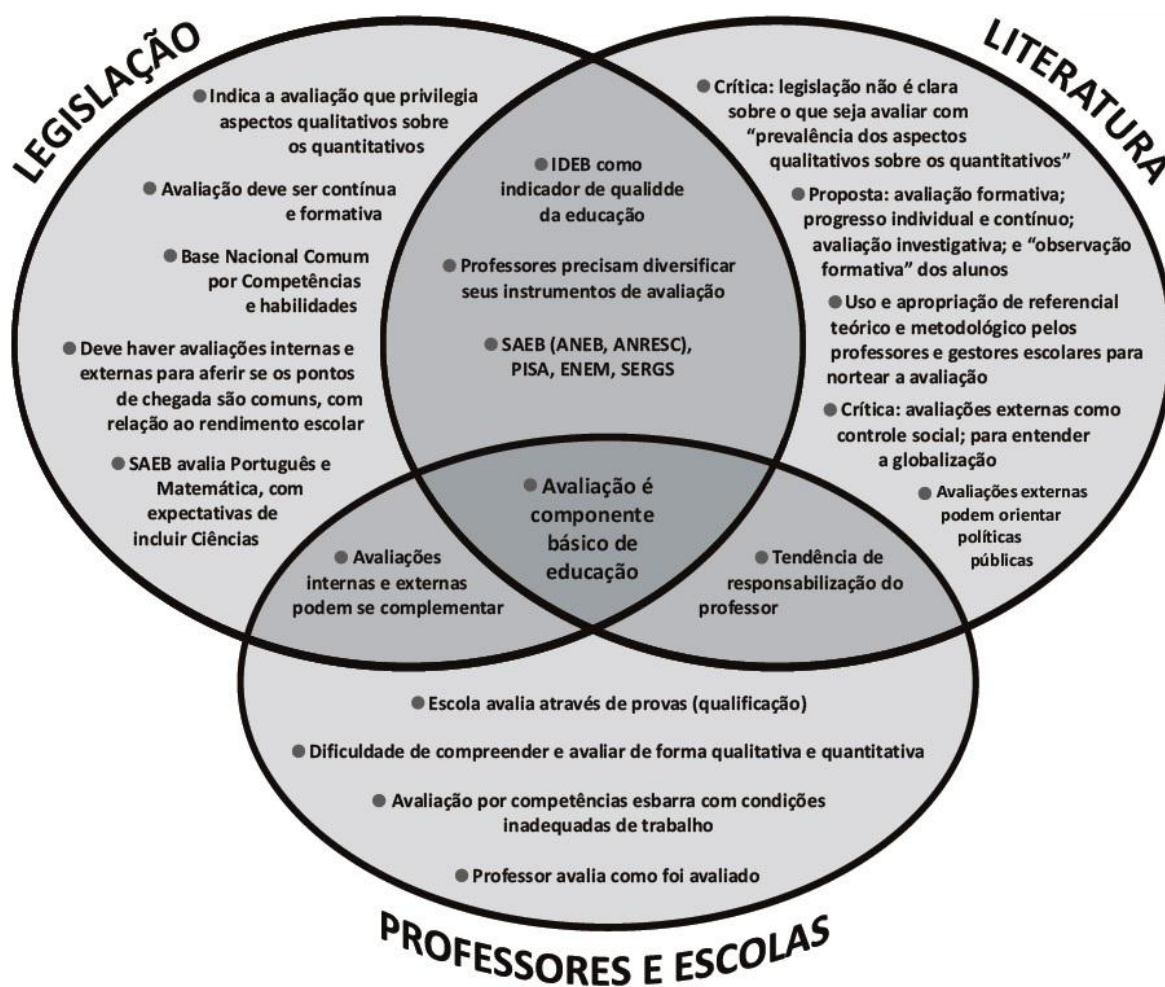 LEGISLAÇÃO
● Indica a avaliação que privilegia
aspectos qualitativos sobre
os quantitativos
● Avaliação deve ser contínua
e formativa
● Base Nacional Comum
por Competências
e habilidades
● Deve haver avaliações internas e
externas para aferir se os pontos
de chegada são comuns, com
relação ao rendimento escolar
● SAEB avalia Português e
Matemática, com
expectativas de
incluir Ciências
● IDEB como
indicador de qualidde
da educação
● Professores precisam diversificar
seus instrumentos de avaliação
● SAEB (ANEB, ANRESC),
PISA, ENEM, SERGS
LITERATURA
● Crítica: legislação não é clara
sobre o que seja avaliar com
“prevalência dos aspectos
qualitativos sobre os quantitativos”
● Proposta: avaliação formativa;
progresso individual e contínuo;
avaliação investigativa; e “observação
formativa” dos alunos
● Uso e apropriação de referencial
teórico e metodológico pelos
professores e gestores escolares para
nortear a avaliação
● Crítica: avaliações externas como
controle social; para entender
a globalização
● Avaliações externas
podem orientar
políticas
públicas
● Avaliações
internas e externas
podem se complementar
● Avaliação é
componente
básico de
educação
● Tendência de
responsabilização do
professor
● Escola avalia através de provas (qualificação)
● Dificuldade de compreender e avaliar de forma qualitativa e quantitativa
● Avaliação por competências esbarra com condições
inadequadas de trabalho
● Professor avalia como foi avaliado
PROFESSORES E ESCOLAS